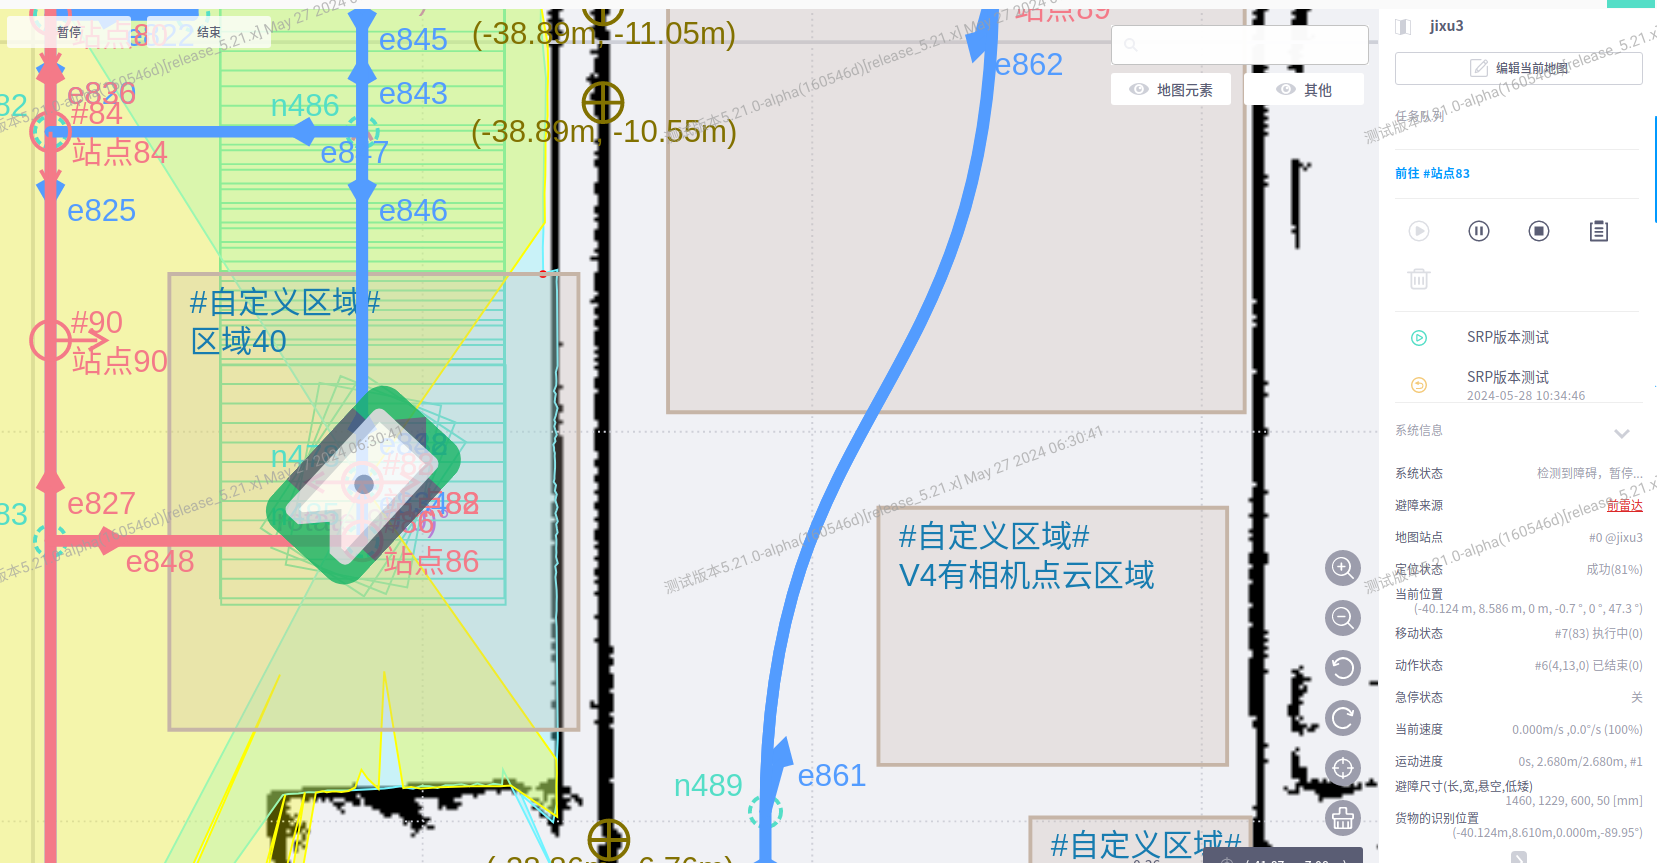 暂停
结束
e845
(-38.89m, -11.05m)
站点89
e862
地图元素
其他
e826
e843
#84
n486
82
(-38.89m, -10.55m)
站点84
e847
e825
e846
#自定义区域#
区域40
#90
站点90
e827
83
e848
站点86
#自定义区域#
V4有相机点云区域
n489
e861
#自定义区域#
测试版本5.21.0-alpha(160546d)[release_5.21.x] May 27 2024 06:30:41
jixu3
编辑当前地图
任务队列
前往 #站点83
SRP版本测试
SRP版本测试
2024-05-28 10:34:46
系统信息
系统状态 检测到障碍，暂停...
避障来源 前雷达
地图站点 #0 @jixu3
定位状态 成功(81%)
当前位置
(-40.124 m, 8.586 m, 0 m, -0.7 °, 0 °, 47.3 °)
移动状态 #7(83) 执行中(0)
动作状态 #6(4,13,0) 已结束(0)
急停状态 关
当前速度 0.000m/s ,0.0°/s (100%)
运动进度 0s, 2.680m/2.680m, #1
避障尺寸(长,宽,悬空,低矮)
1460, 1229, 600, 50 [mm]
货物的识别位置
(-40.124m,8.610m,0.000m,-89.95°)